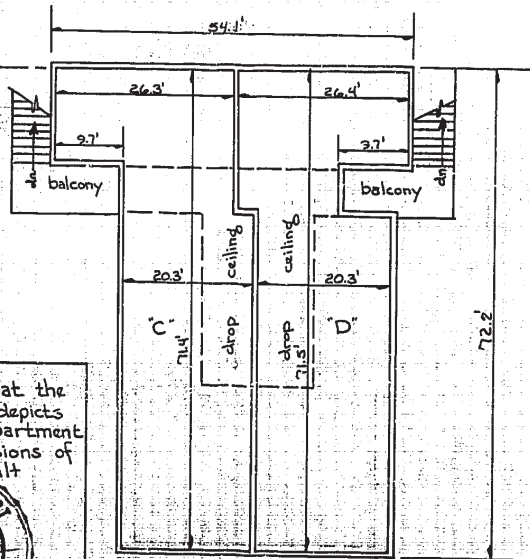 54.1'
26.3'
26.4'
9.7'
9.7'
dn
dn
balcony
balcony
ceiling
ceiling
20.3'
20.3'
"C"
"D"
drop
drop
71.4'
71.5'
72.2'
at the
depicts
partment
sions of
ilt